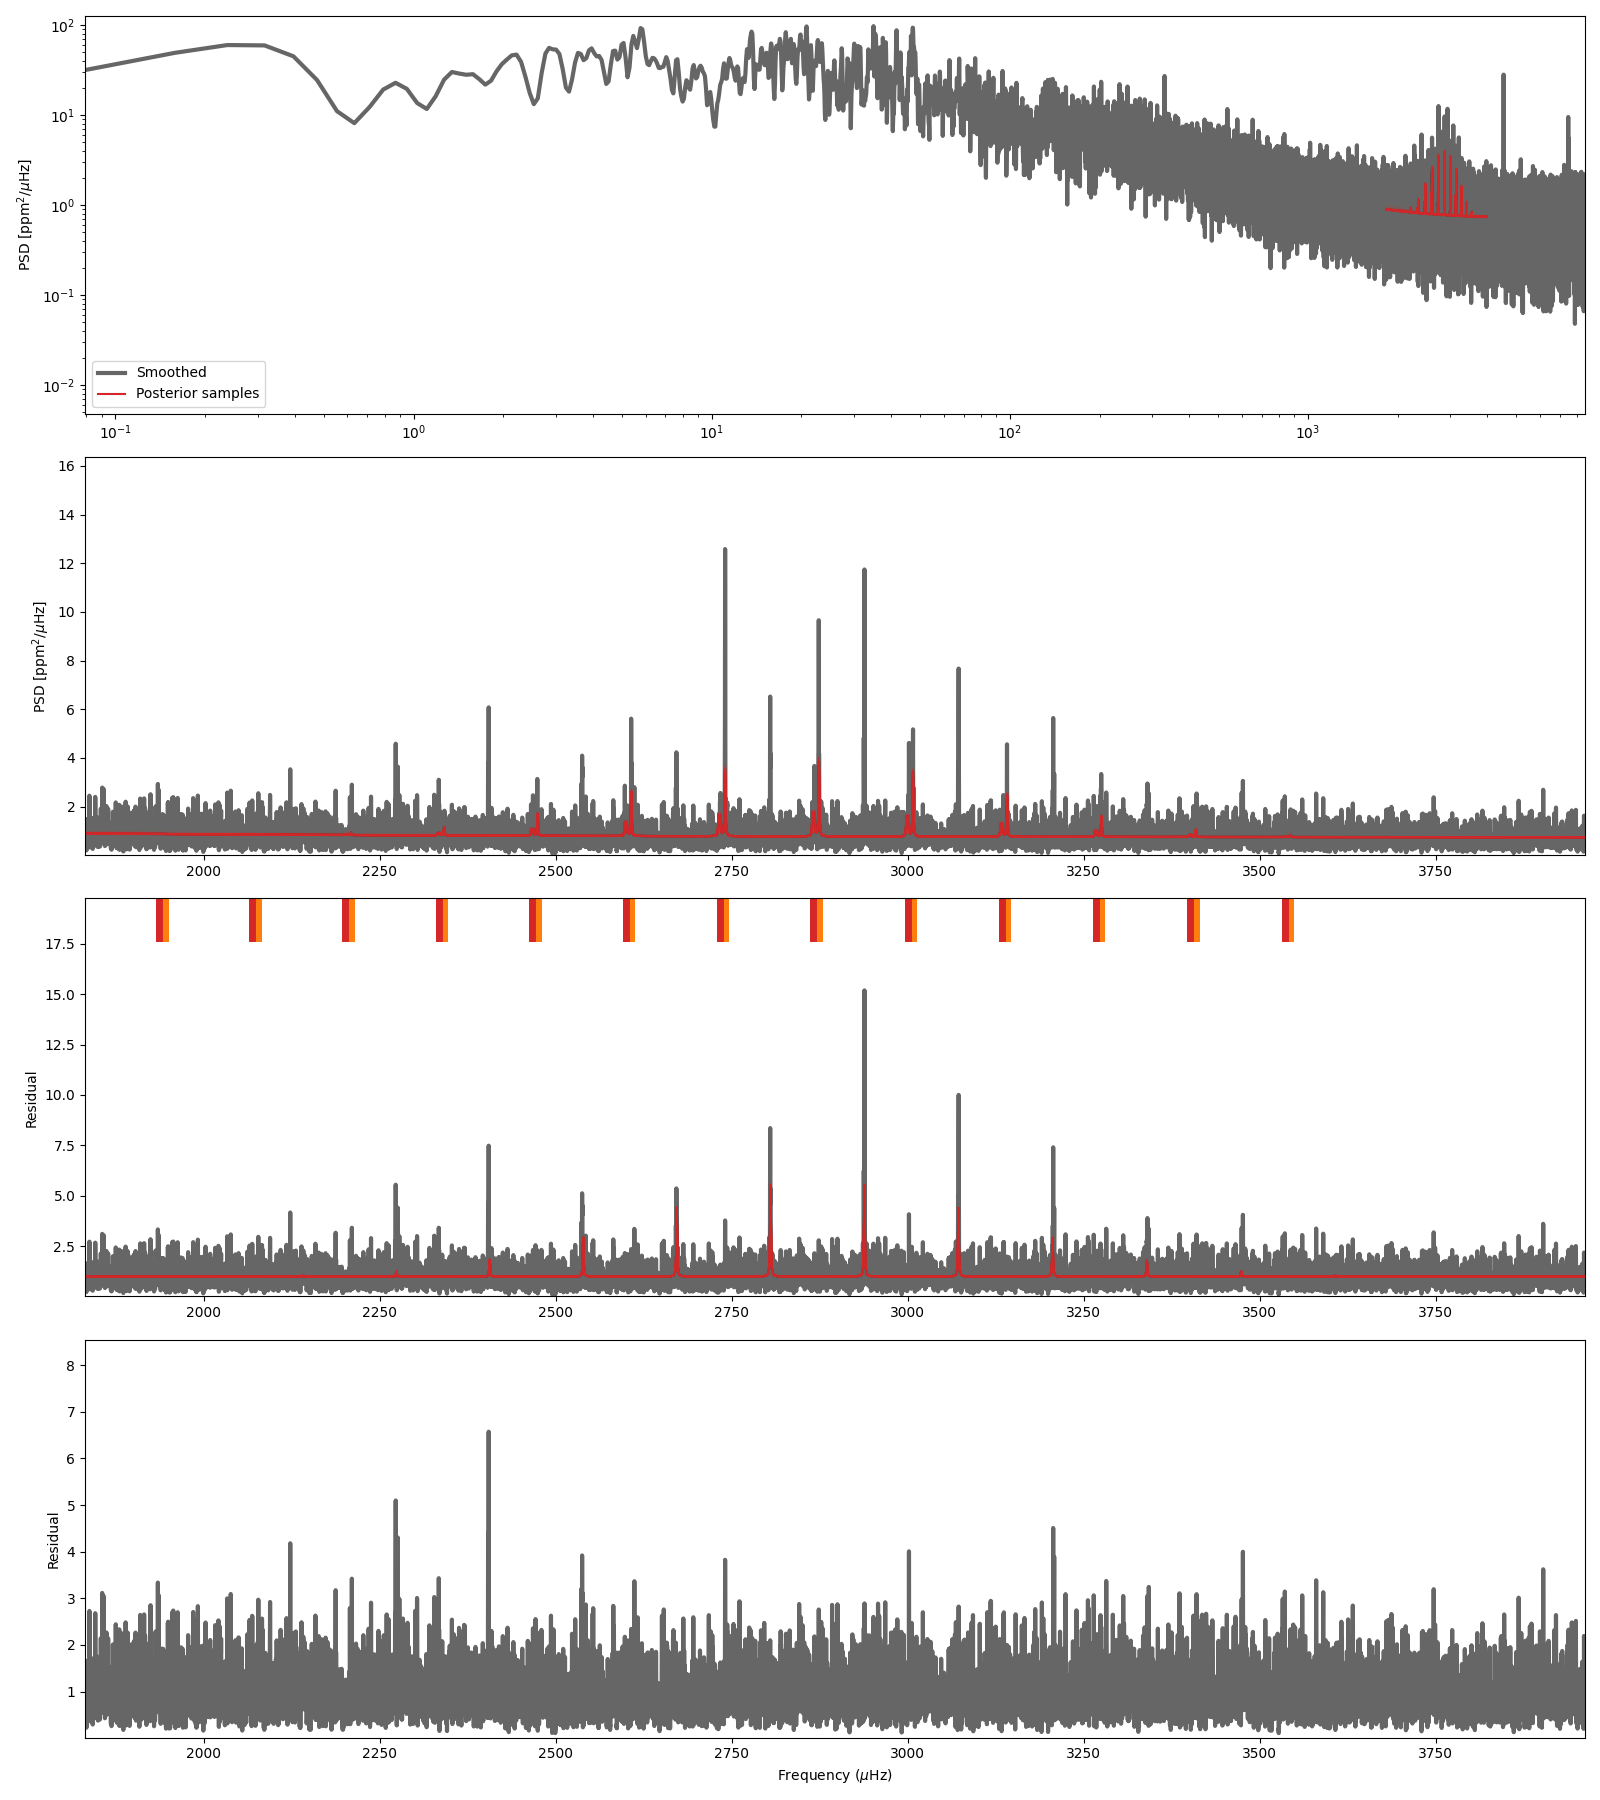 10²
10¹
10⁰
10⁻¹
10⁻²
PSD [ppm²/μHz]
Smoothed
Posterior samples
10⁻¹ 10⁰ 10¹ 10² 10³
16
14
12
10
8
6
4
2
PSD [ppm²/μHz]
2000 2250 2500 2750 3000 3250 3500 3750
17.5
15.0
12.5
10.0
7.5
5.0
2.5
Residual
2000 2250 2500 2750 3000 3250 3500 3750
8
7
6
5
4
3
2
1
Residual
2000 2250 2500 2750 3000 3250 3500 3750
Frequency (μHz)